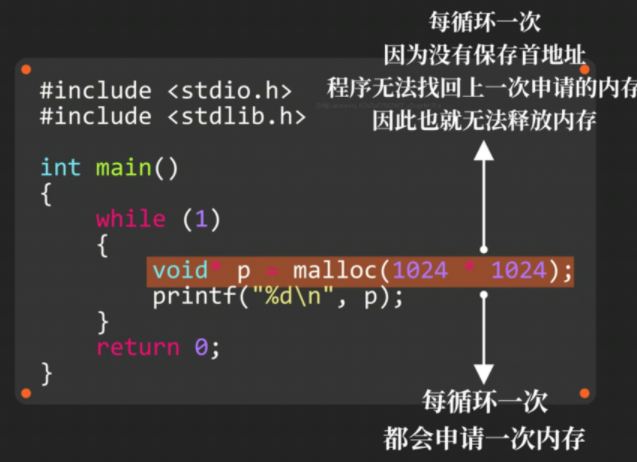 每循环一次
因为没有保存首地址
程序无法找回上一次申请的内存
因此也就无法释放内存
#include <stdio.h>
#include <stdlib.h>
int main()
{
while (1)
{
void* p = malloc(1024 * 1024);
printf("%d\n", p);
}
return 0;
}
每循环一次
都会申请一次内存